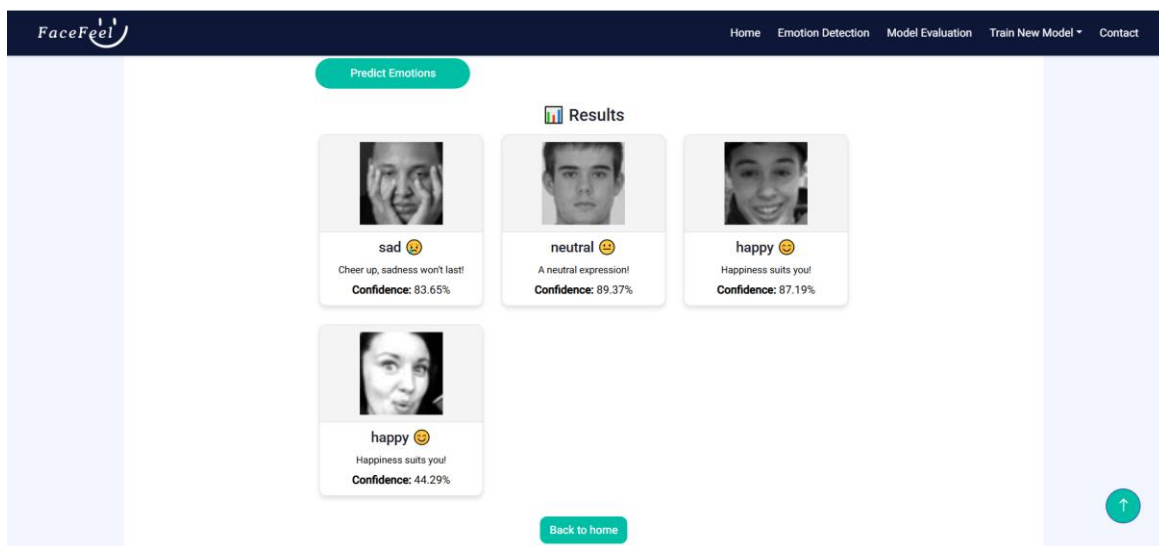 FaceFeel
Home Emotion Detection Model Evaluation Train New Model Contact
Predict Emotions
Results
sad
Cheer up, sadness won't last!
Confidence: 83.65%
neutral
A neutral expression!
Confidence: 89.37%
happy
Happiness suits you!
Confidence: 87.19%
happy
Happiness suits you!
Confidence: 44.29%
Back to home